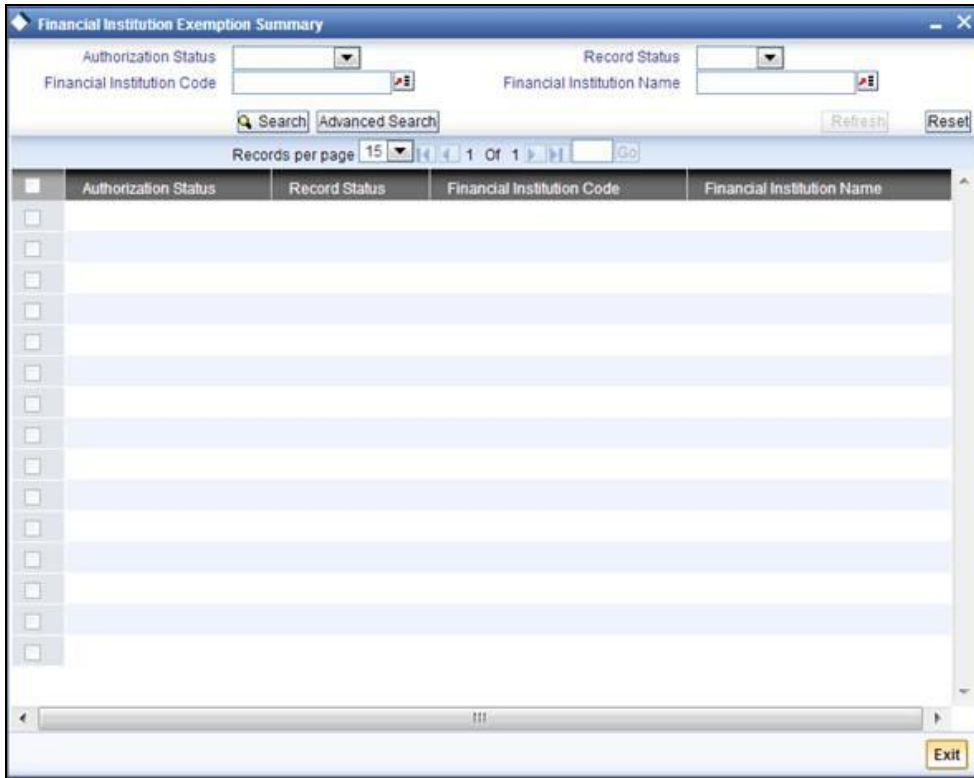 Financial Institution Exemption Summary
Authorization Status Record Status
Financial Institution Code Financial Institution Name
Search Advanced Search Refresh Reset
Records per page 15 1 Of 1 Go
Authorization Status Record Status Financial Institution Code Financial Institution Name
Exit